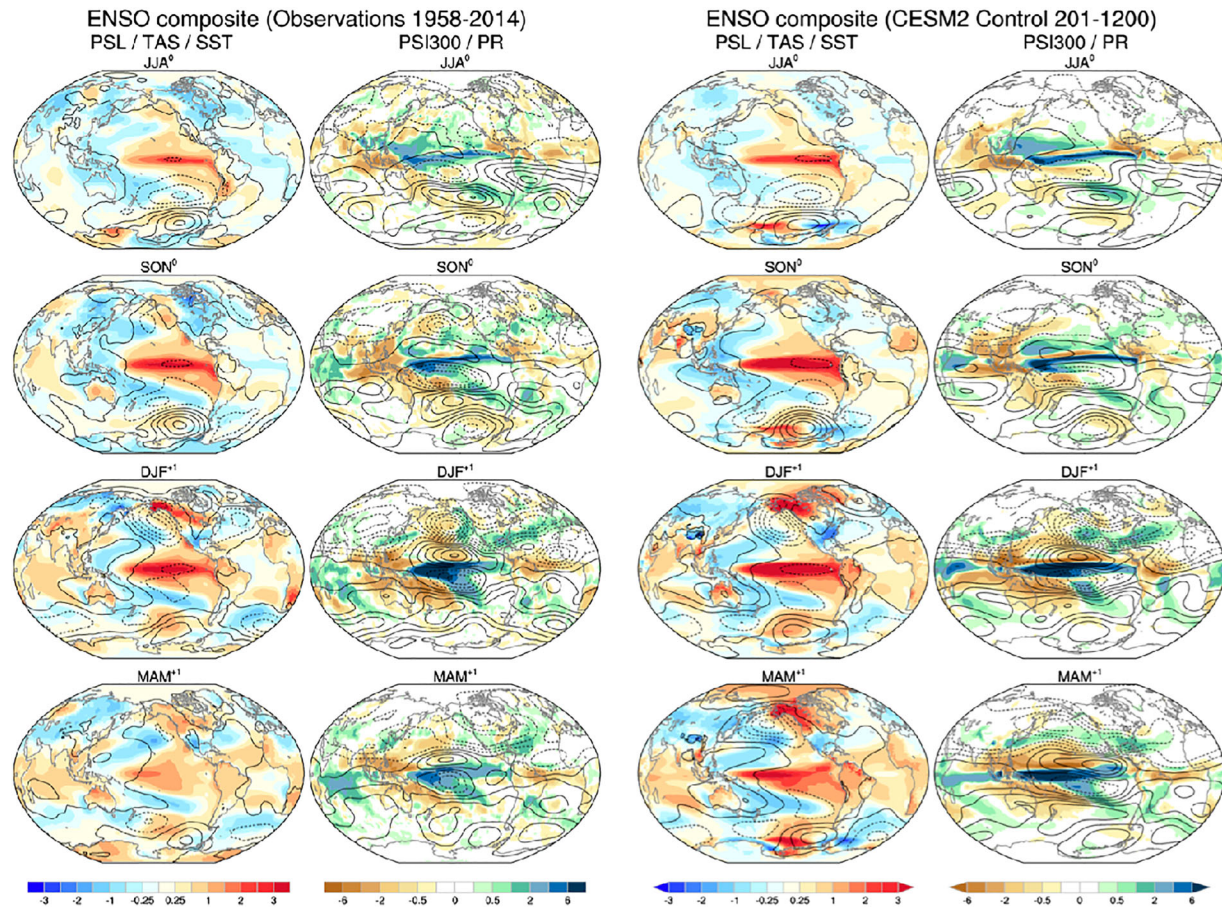 ENSO composite (Observations 1958-2014)
ENSO composite (CESM2 Control 201-1200)
PSL / TAS / SST
PSI300 / PR
PSL / TAS / SST
PSI300 / PR
JJA⁰
JJA⁰
JJA⁰
JJA⁰
SON⁰
SON⁰
SON⁰
SON⁰
DJF⁺¹
DJF⁺¹
DJF⁺¹
DJF⁺¹
MAM⁺¹
MAM⁺¹
MAM⁺¹
MAM⁺¹
-3 -2 -1 -0.25 0.25 1 2 3
-6 -2 -0.5 0 0.5 2 6
-3 -2 -1 -0.25 0.25 1 2 3
-6 -2 -0.5 0 0.5 2 6